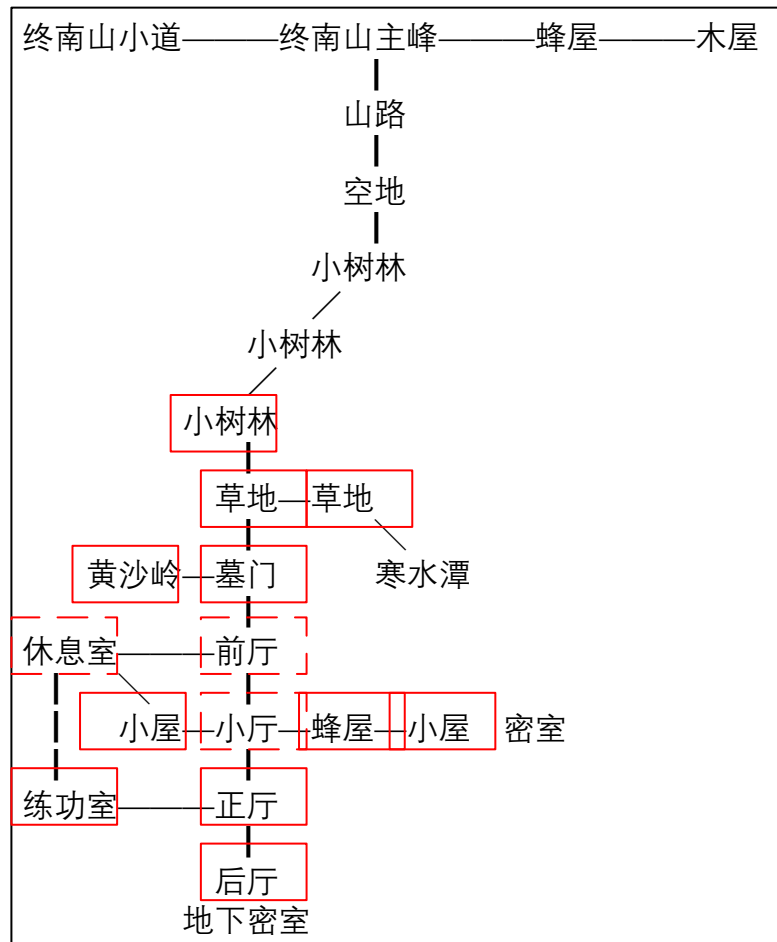 终南山小道 终南山主峰 蜂屋 木屋
山路
空地
小树林
小树林
小树林
草地 草地
黄沙岭 墓门 寒水潭
休息室 前厅
小屋 小厅 蜂屋 小屋 密室
练功室 正厅
后厅
地下密室